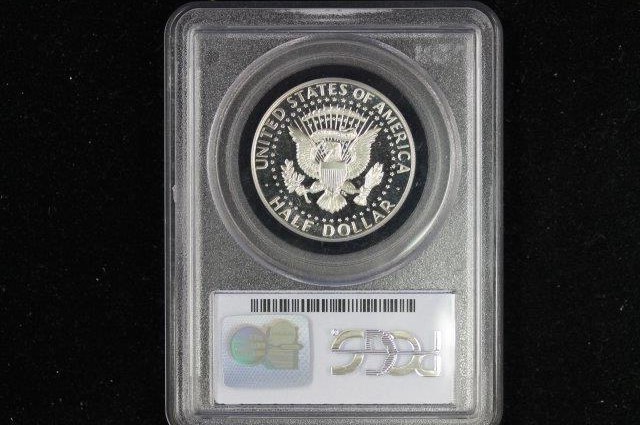 UNITED STATES OF AMERICA
HALF DOLLAR
PCGS